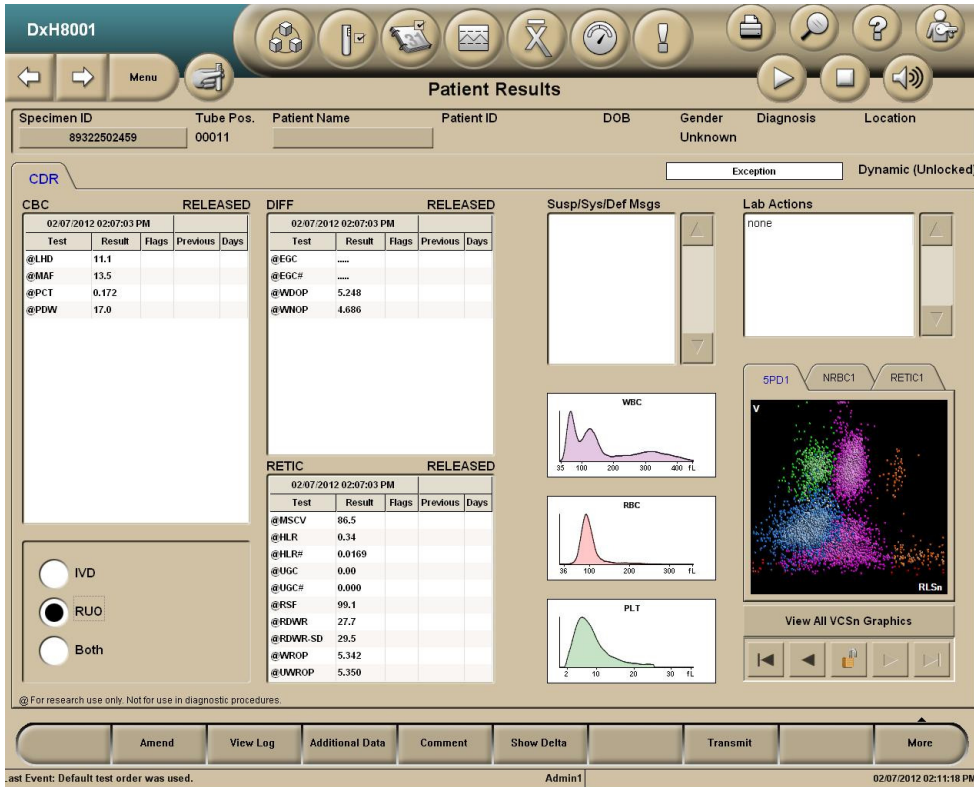 DxH8001
31
Menu
Patient Results
Specimen ID Tube Pos. Patient Name Patient ID DOB Gender Diagnosis Location
89322502459 00011 Unknown
CDR Exception Dynamic (Unlocked)
CBC RELEASED
02/07/2012 02:07:03 PM
Test Result Flags Previous Days
@LHD 11.1
@MAF 13.5
@PCT 0.172
@PDW 17.0
IVD
RUO
Both
DIFF RELEASED
02/07/2012 02:07:03 PM
Test Result Flags Previous Days
@EGC .....
@EGC# .....
@WDOP 5.248
@WNOP 4.686
RETIC RELEASED
02/07/2012 02:07:03 PM
Test Result Flags Previous Days
@MSCV 86.5
@HLR 0.34
@HLR# 0.0169
@UGC 0.00
@UGC# 0.000
@RSF 99.1
@RDWR 27.7
@RDWR-SD 29.5
@WROP 5.342
@UWROP 5.350
Susp/Sys/Def Msgs
WBC
35 100 200 300 400 fL
RBC
36 100 200 300 fL
PLT
2 10 20 30 fL
Lab Actions
none
5PD1 NRBC1 RETIC1
V
RLSn
View All VCSn Graphics
@ For research use only. Not for use in diagnostic procedures.
Amend View Log Additional Data Comment Show Delta Transmit More
Last Event: Default test order was used. Admin1 02/07/2012 02:11:18 PM